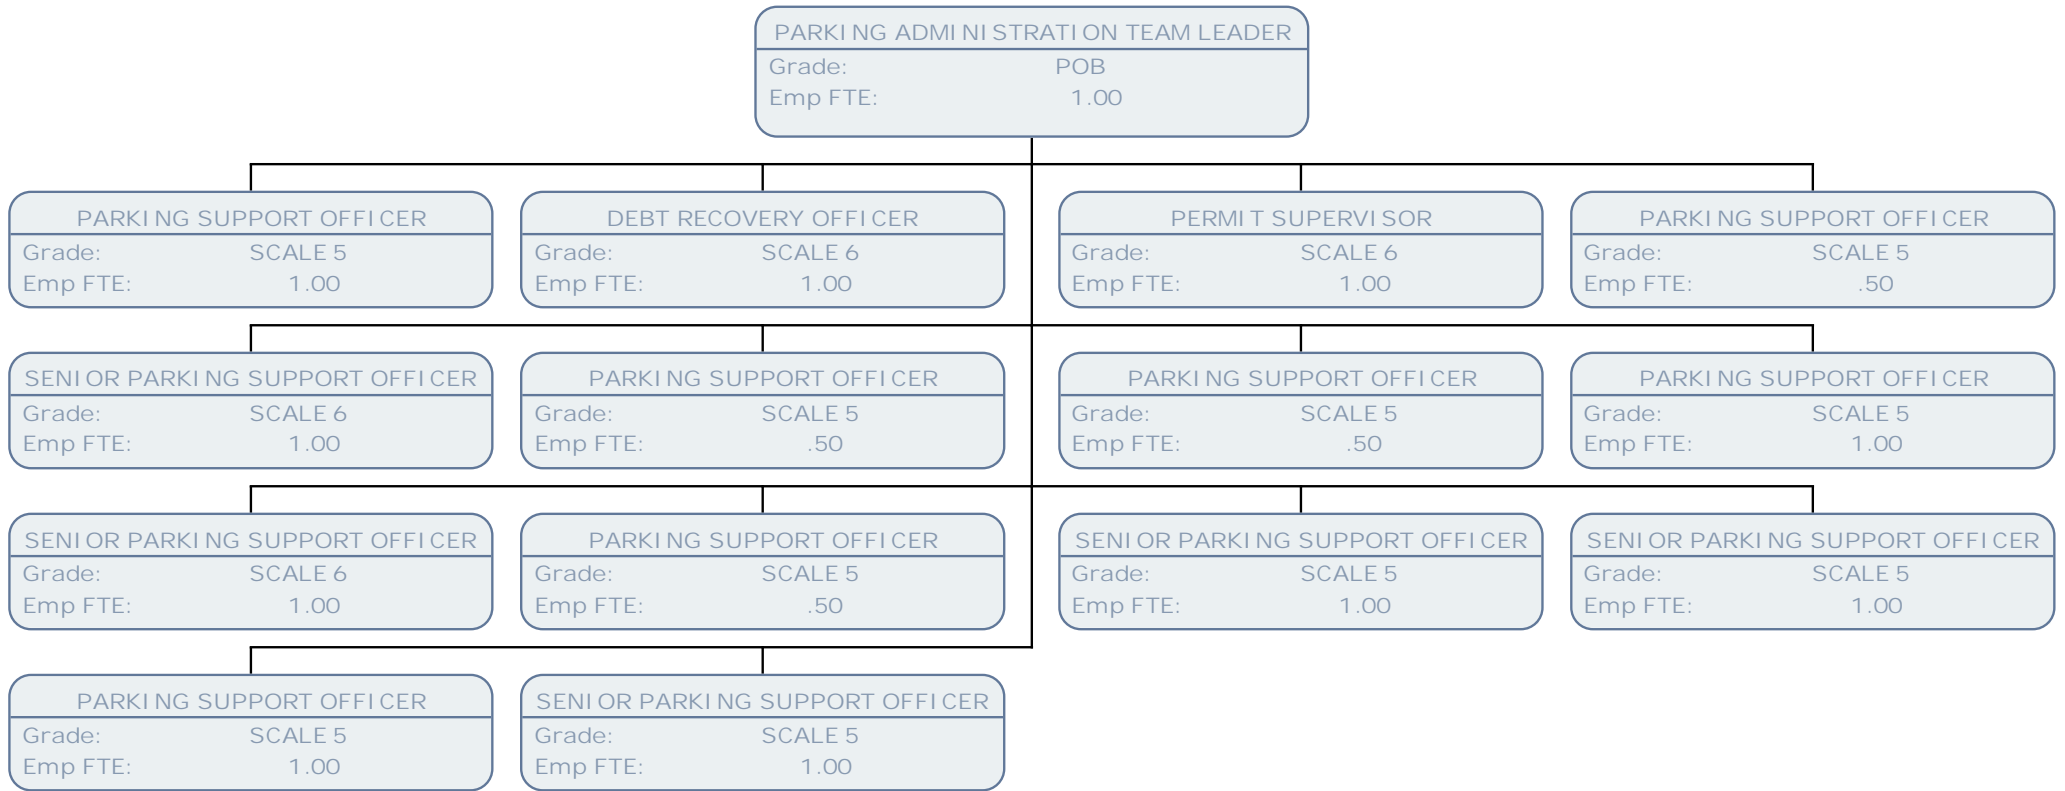 PARKING ADMINISTRATION TEAM LEADER
Grade: POB
Emp FTE: 1.00
PARKING SUPPORT OFFICER
Grade: SCALE 5
Emp FTE: 1.00
DEBT RECOVERY OFFICER
Grade: SCALE 6
Emp FTE: 1.00
PERMIT SUPERVISOR
Grade: SCALE 6
Emp FTE: 1.00
PARKING SUPPORT OFFICER
Grade: SCALE 5
Emp FTE: .50
SENIOR PARKING SUPPORT OFFICER
Grade: SCALE 6
Emp FTE: 1.00
PARKING SUPPORT OFFICER
Grade: SCALE 5
Emp FTE: .50
PARKING SUPPORT OFFICER
Grade: SCALE 5
Emp FTE: .50
PARKING SUPPORT OFFICER
Grade: SCALE 5
Emp FTE: 1.00
SENIOR PARKING SUPPORT OFFICER
Grade: SCALE 6
Emp FTE: 1.00
PARKING SUPPORT OFFICER
Grade: SCALE 5
Emp FTE: .50
SENIOR PARKING SUPPORT OFFICER
Grade: SCALE 5
Emp FTE: 1.00
SENIOR PARKING SUPPORT OFFICER
Grade: SCALE 5
Emp FTE: 1.00
PARKING SUPPORT OFFICER
Grade: SCALE 5
Emp FTE: 1.00
SENIOR PARKING SUPPORT OFFICER
Grade: SCALE 5
Emp FTE: 1.00